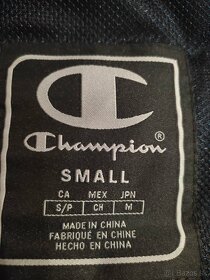 Champion
SMALL
CA MEX JPN
S/P CH M
MADE IN CHINA
FABRIQUÉ EN CHINE
HECHO EN CHINA